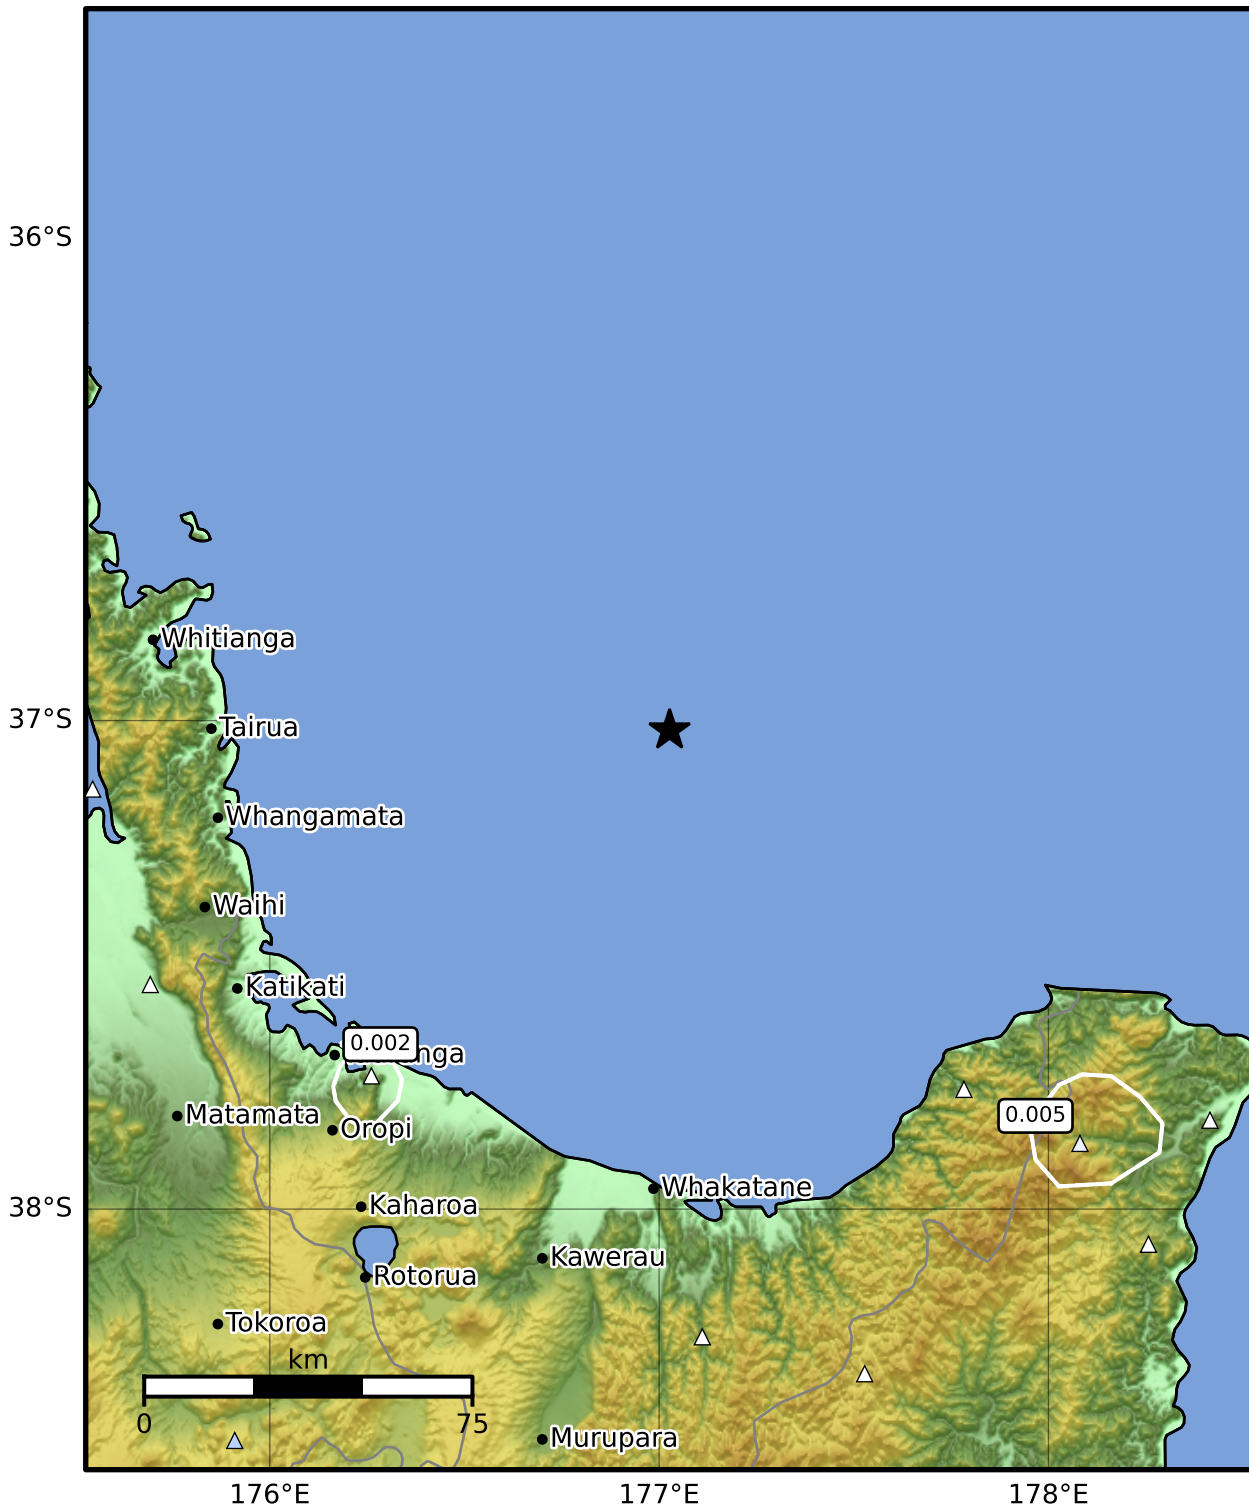 36°S
Whitianga
37°S
Tairua
Whangamata
Waihi
Katikati
0.002
nga
0.005
Matamata
Oropi
Whakatane
38°S
Kaharoa
Kawerau
Rotorua
Tokoroa
km
0
75
Murupara
176°E
177°E
178°E